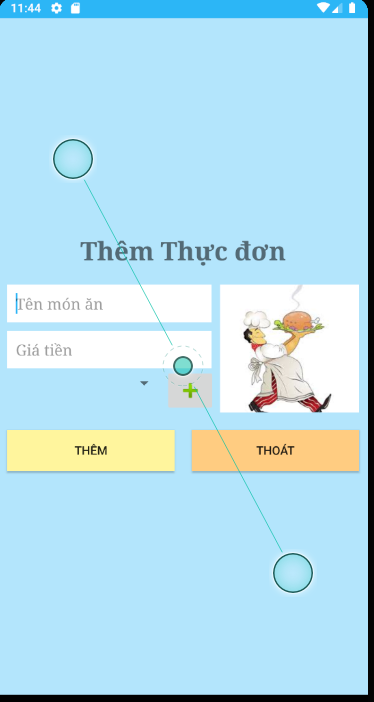 11:44
Thêm Thực đơn
Tên món ăn
Giá tiền
THÊM
THOÁT